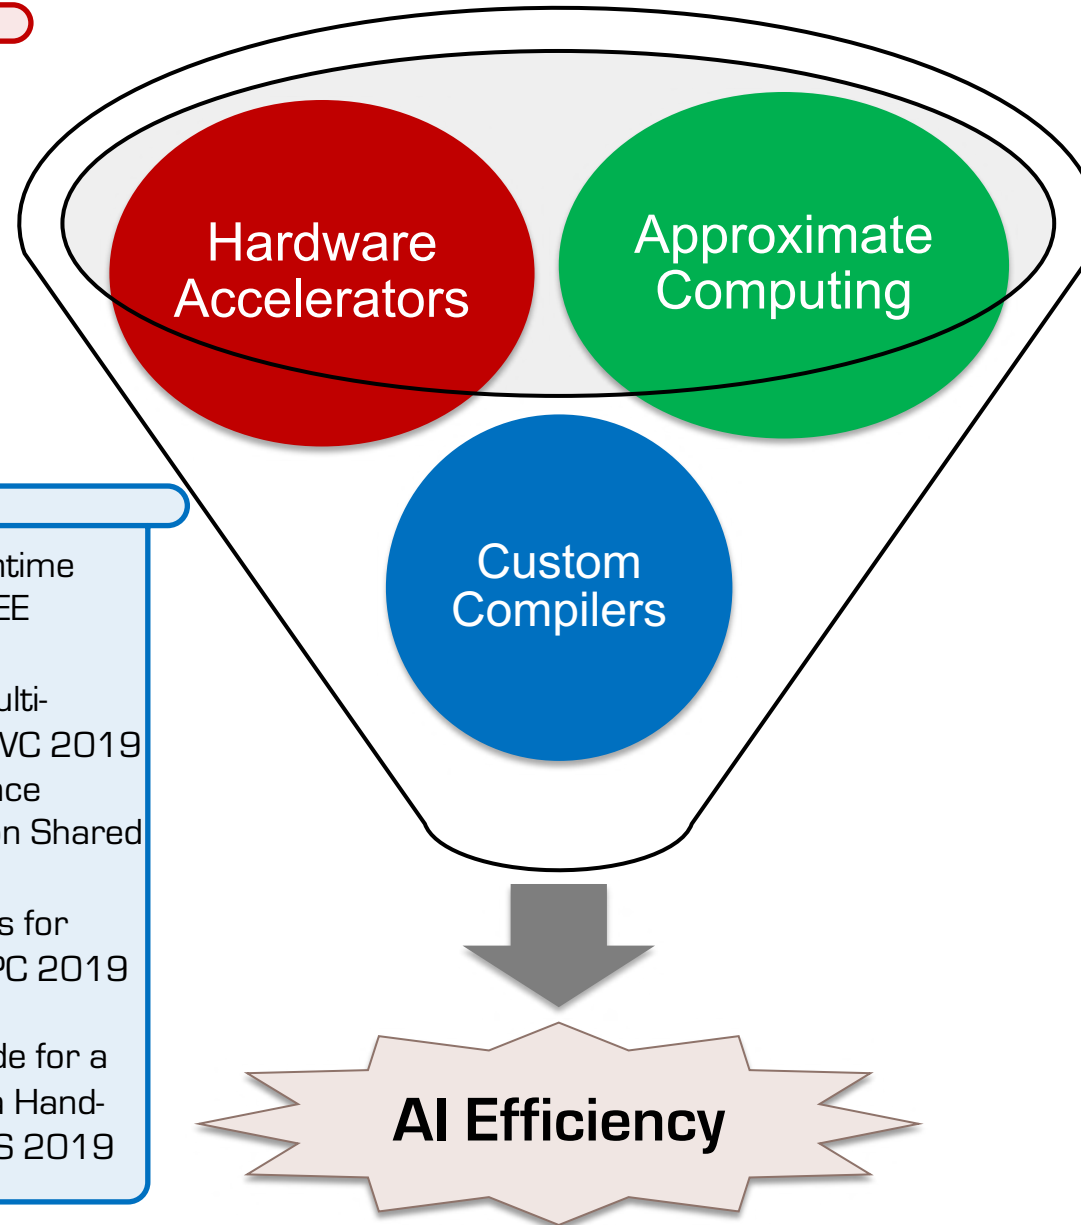 Hardware
Accelerators
Approximate
Computing
Custom
Compilers
ntime
EE
ulti-
VC 2019
nce
on Shared
s for
PC 2019
de for a
n Hand-
S 2019
AI Efficiency